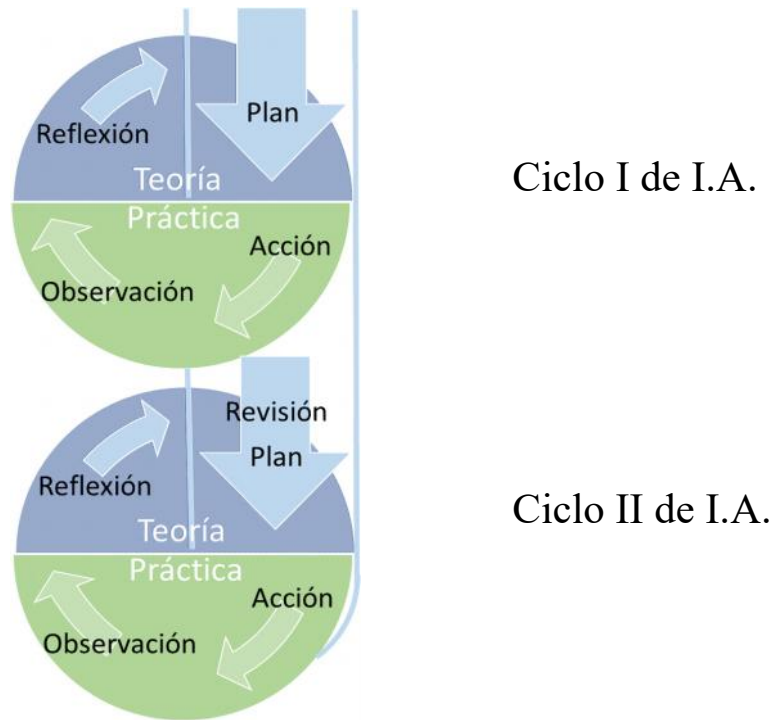 Plan
Reflexión
Teoría
Práctica
Acción
Observación
Ciclo I de I.A.
Revisión
Plan
Reflexión
Teoría
Práctica
Acción
Observación
Ciclo II de I.A.